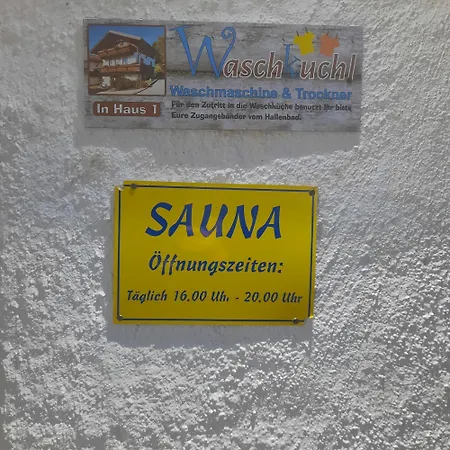 Waschkuchl
Waschmaschine & Trockner
In Haus 1
Für den Zutritt in die Waschküche benutzt Ihr bitte
Eure Zugangsbänder vom Hallenbad.
SAUNA
Öffnungszeiten:
Täglich 16.00 Uhr - 20.00 Uhr